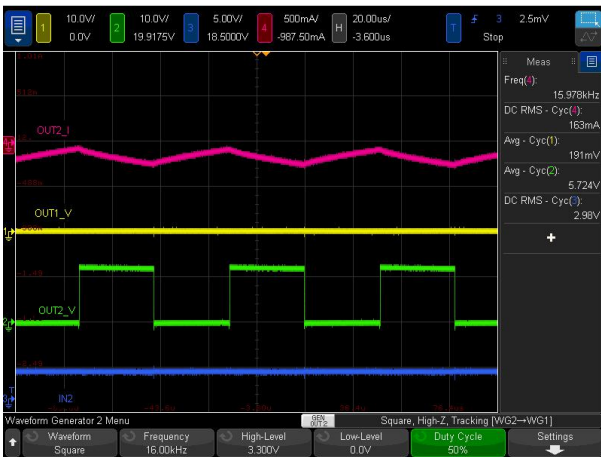 1 10.0V/ 0.0V
2 10.0V/ 19.9175V
3 5.00V/ 18.5000V
4 500mA/ -987.50mA
H 20.00us/ -3.600us
T 3 2.5mV
Stop
Meas
Freq(4):
15.978kHz
DC RMS - Cyc(4):
163mA
Avg - Cyc(1):
191mV
Avg - Cyc(2):
5.724V
DC RMS - Cyc(3):
2.98V
+
OUT2_I
OUT1_V
OUT2_V
IN2
Waveform Generator 2 Menu
GEN OUT2
Square, High-Z, Tracking [WG2→WG1]
Waveform
Square
Frequency
16.00kHz
High-Level
3.300V
Low-Level
0.0V
Duty Cycle
50%
Settings